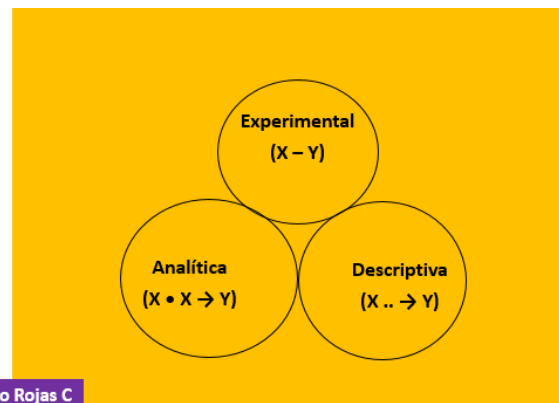 Experimental
(X – Y)
Analítica
(X • X → Y)
Descriptiva
(X .. → Y)
o Rojas C